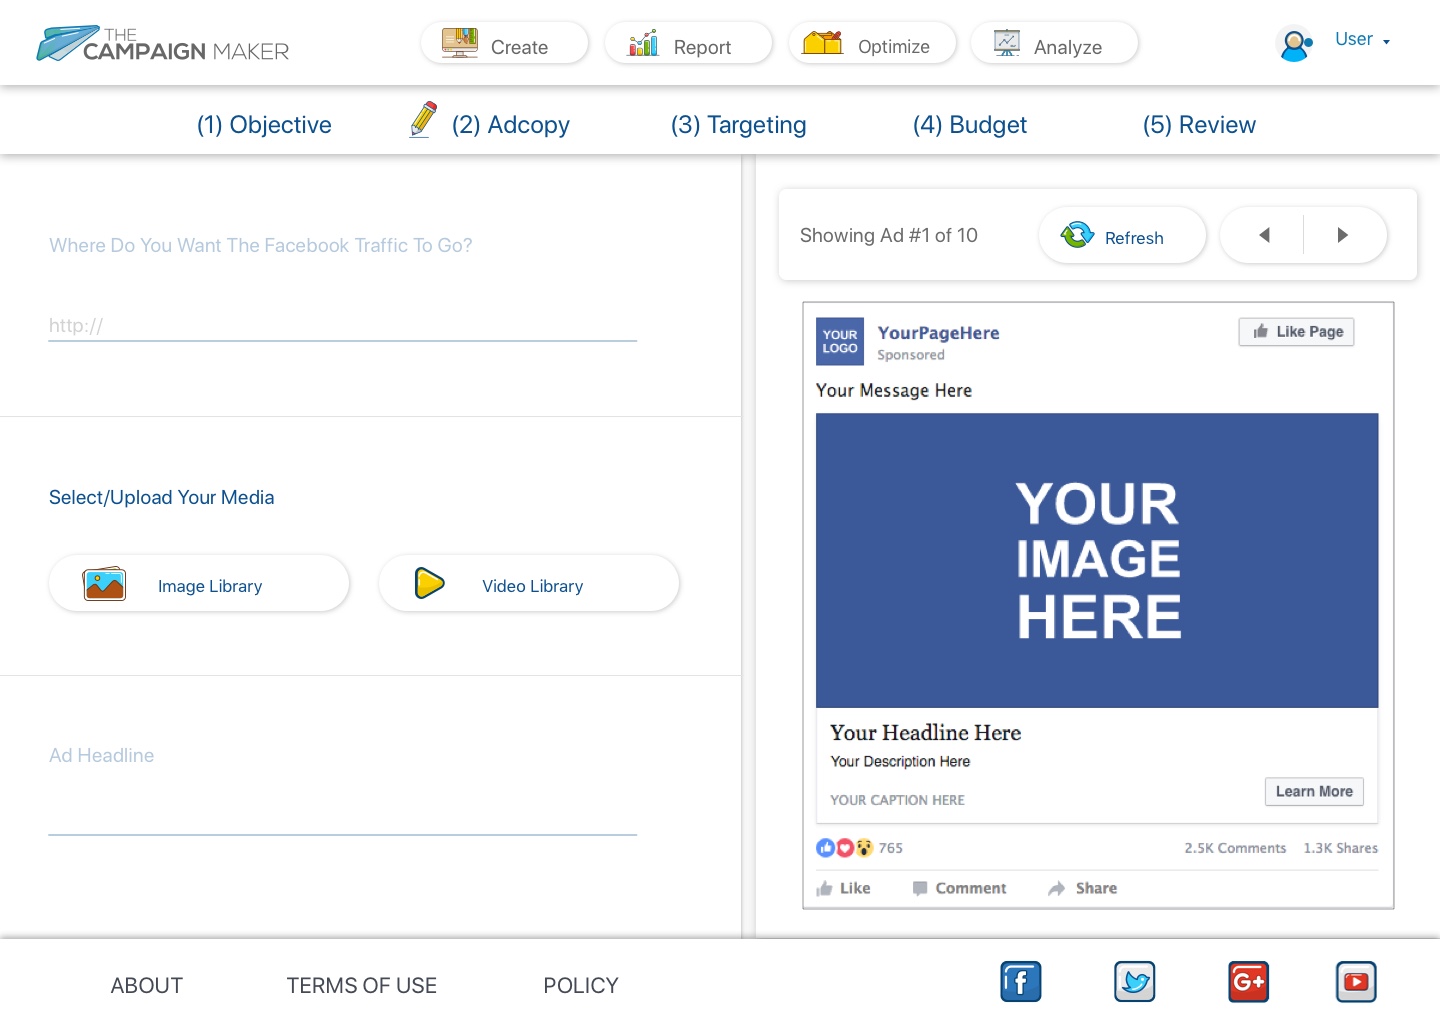 THE
CAMPAIGN MAKER
Create
Report
Optimize
Analyze
User
(1) Objective
(2) Adcopy
(3) Targeting
(4) Budget
(5) Review
Where Do You Want The Facebook Traffic To Go?
http://
Select/Upload Your Media
Image Library
Video Library
Ad Headline
Showing Ad #1 of 10
Refresh
YOUR
LOGO
YourPageHere
Sponsored
Like Page
Your Message Here
YOUR
IMAGE
HERE
Your Headline Here
Your Description Here
YOUR CAPTION HERE
Learn More
765
2.5K Comments
1.3K Shares
Like
Comment
Share
ABOUT
TERMS OF USE
POLICY
f
G+